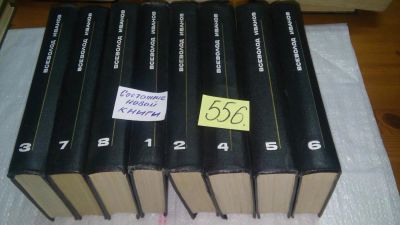 ВСЕВОЛОД ИВАНОВ
3
ВСЕВОЛОД ИВАНОВ
7
ВСЕВОЛОД ИВАНОВ
8
ВСЕВОЛОД ИВАНОВ
1
ВСЕВОЛОД ИВАНОВ
2
ВСЕВОЛОД ИВАНОВ
4
ВСЕВОЛОД ИВАНОВ
5
ВСЕВОЛОД ИВАНОВ
6
Состояние
новой
книги
556.